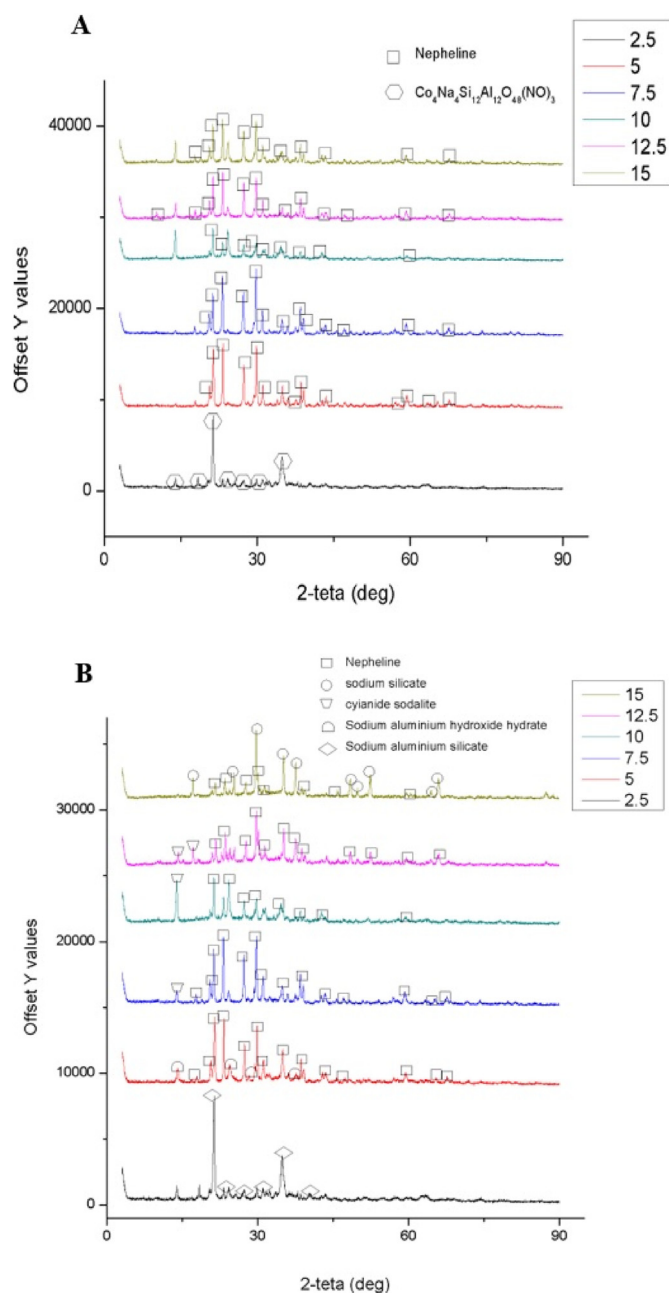 A
Nepheline
Co₄Na₄Si₁₂Al₁₂O₄₈(NO)₃
2.5
5
7.5
10
12.5
15
40000
20000
0
Offset Y values
0
30
60
90
2-teta (deg)
B
Nepheline
sodium silicate
cyianide sodalite
Sodium aluminium hydroxide hydrate
Sodium aluminium silicate
15
12.5
10
7.5
5
2.5
30000
20000
10000
0
Offset Y values
0
30
60
90
2-teta (deg)